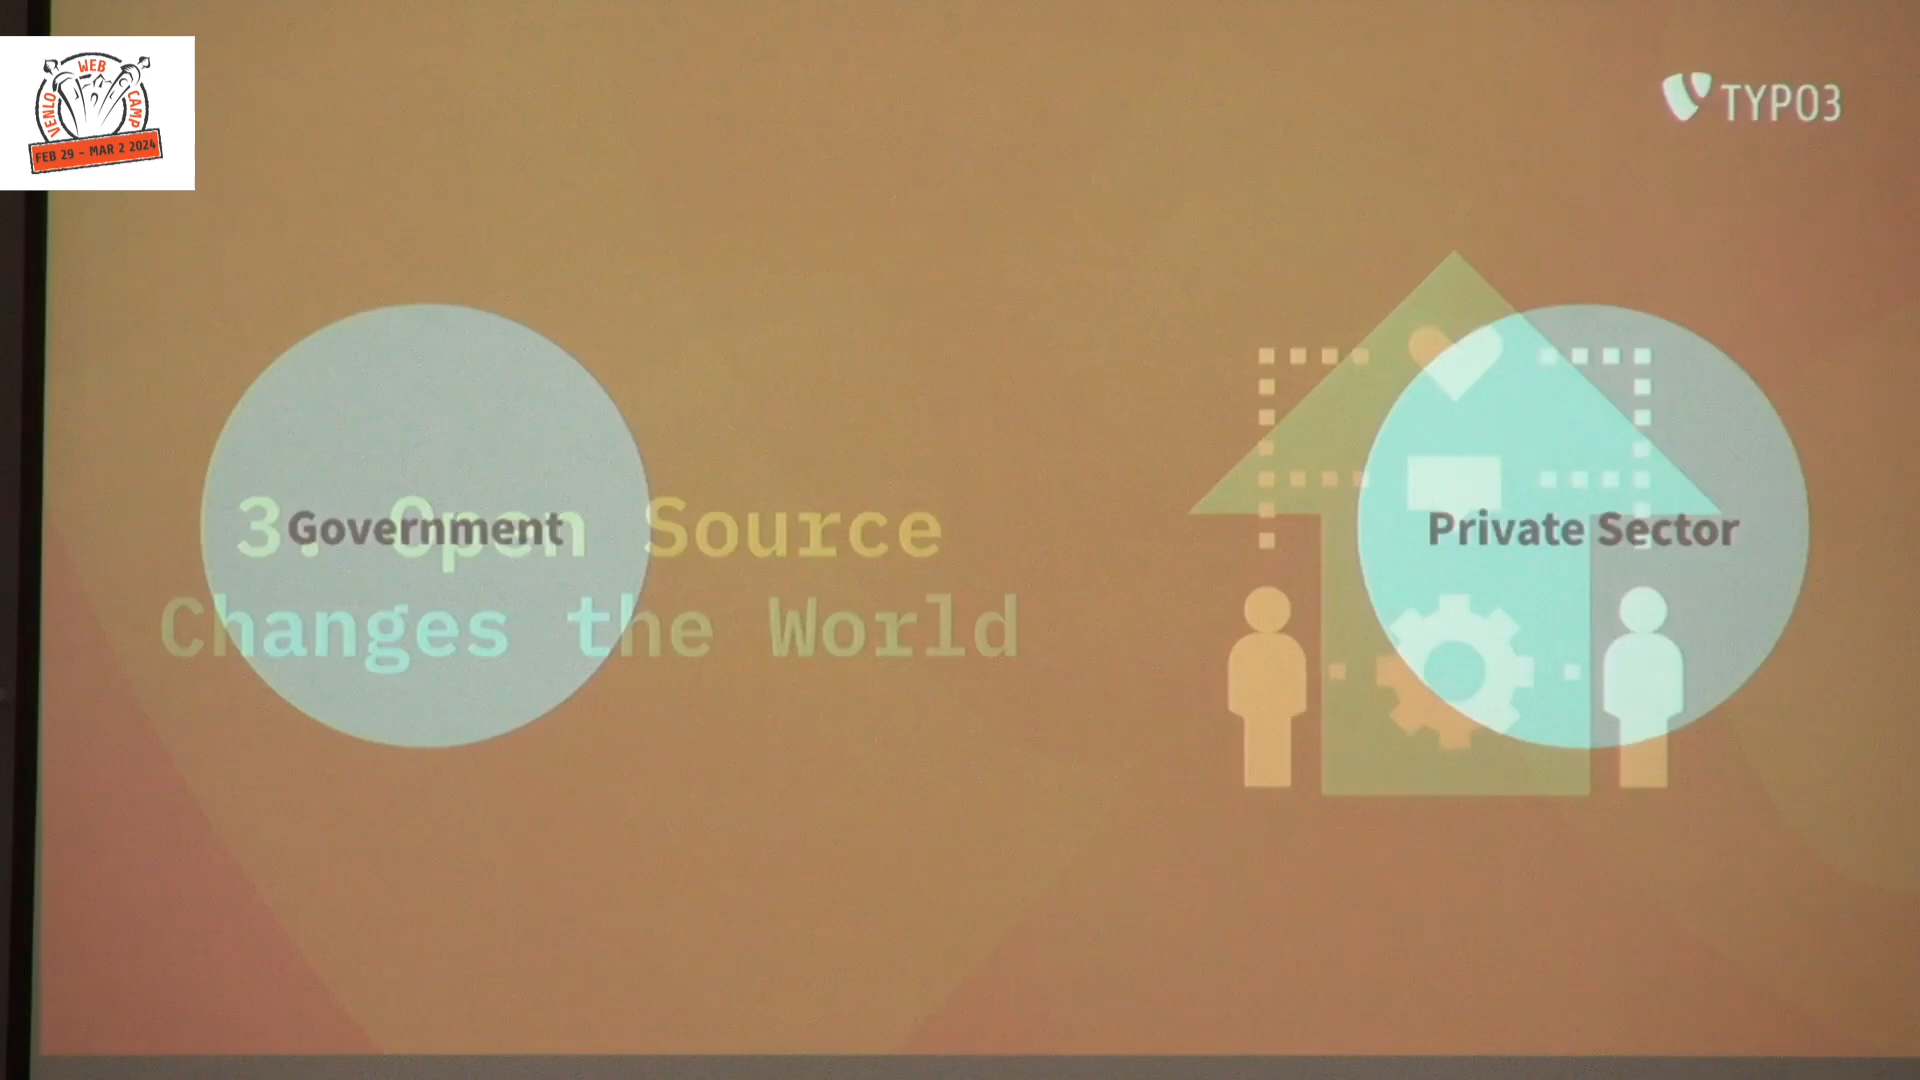 WEB
VENLO
CAMP
FEB 29 - MAR 2 2024
TYPO3
3. Open Source
Changes the World
Government
Private Sector